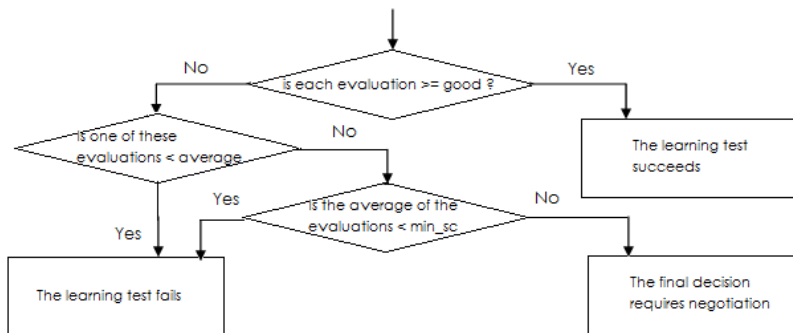 No
Yes
is each evaluation >= good ?
is one of these
evaluations < average
No
The learning test
succeeds
Yes
is the average of the
evaluations < min_sc
No
Yes
The learning test fails
The final decision
requires negotiation